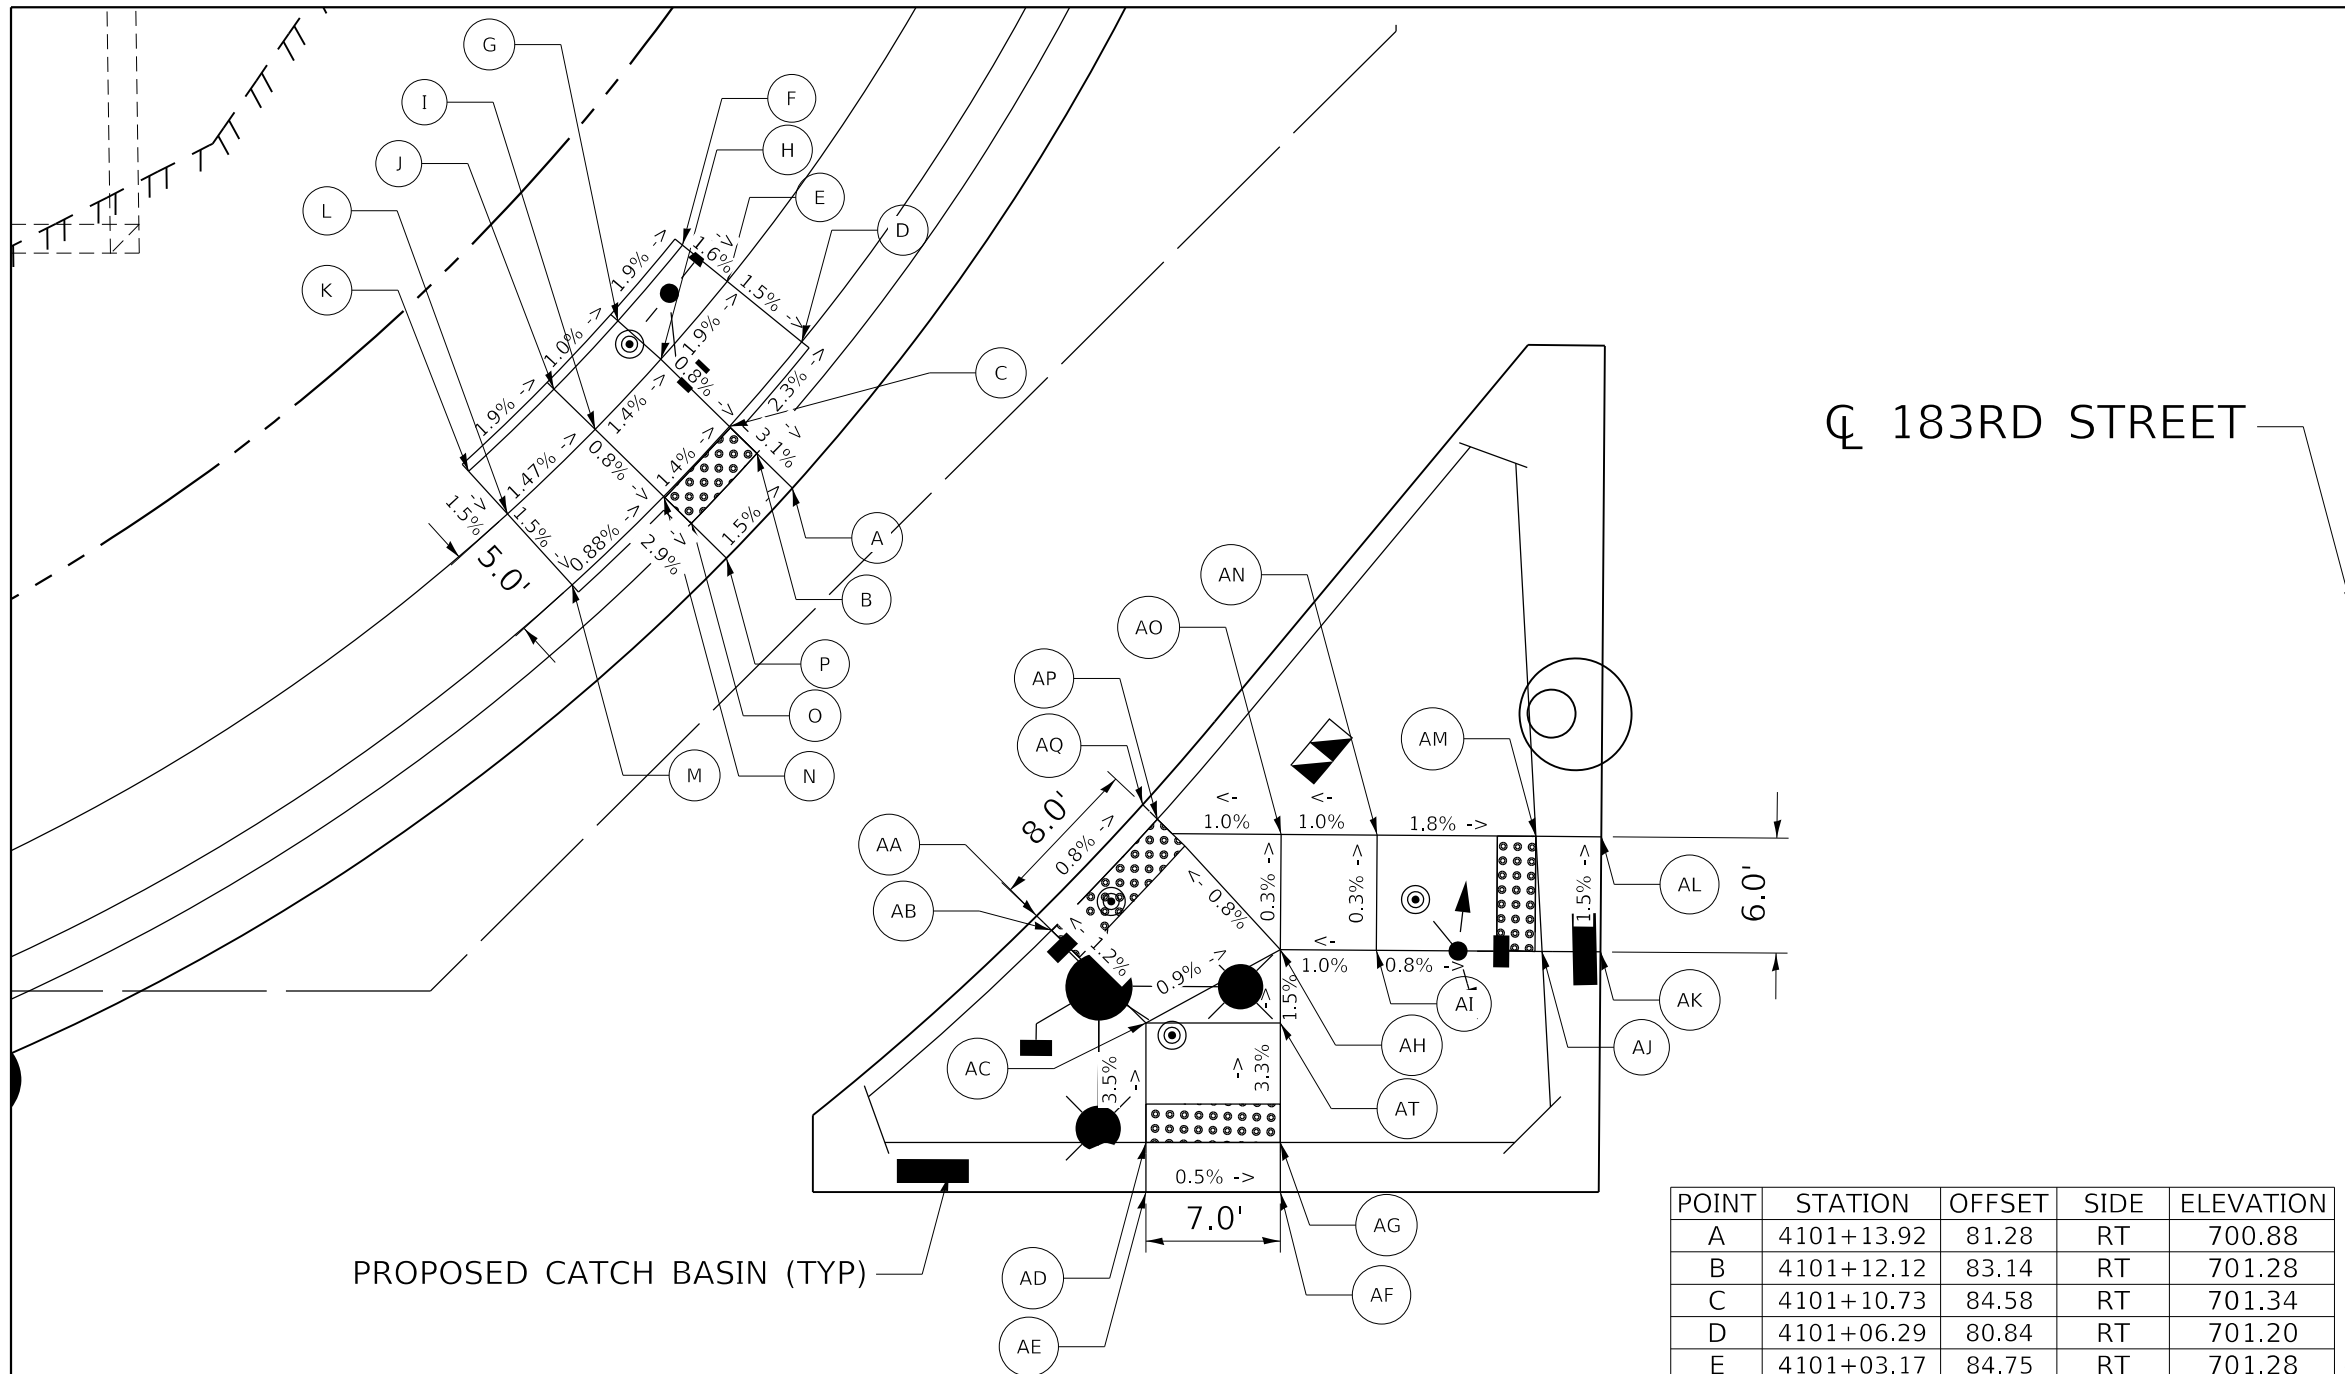 G
F
I
H
J
E
L
D
K
1.9% ->
1.6% ->
1.5% ->
1.0% ->
1.9% ->
0.8% ->
C
2.3% ->
1.9% ->
1.4% ->
1.47% ->
0.8% ->
1.4% ->
3.1% ->
1.5% ->
1.5% ->
0.88% ->
2.9% ->
1.5% ->
5.0'
℄ 183RD STREET
A
B
P
O
N
M
AN
AO
AP
AQ
AM
AA
AB
8.0'
0.8% ->
<- 1.0%
<- 1.0%
1.8% ->
0.3% ->
0.3% ->
<- 0.8%
1.5% ->
AL
6.0'
<- 1.2%
0.9% ->
<- 1.0%
0.8% ->
1.5% ->
AI
AK
AH
AJ
AC
3.5% ->
3.3% ->
AT
0.5% ->
7.0'
AG
AF
AD
AE
PROPOSED CATCH BASIN (TYP)
POINT STATION OFFSET SIDE ELEVATION
A 4101+13.92 81.28 RT 700.88
B 4101+12.12 83.14 RT 701.28
C 4101+10.73 84.58 RT 701.34
D 4101+06.29 80.84 RT 701.20
E 4101+03.17 84.75 RT 701.28